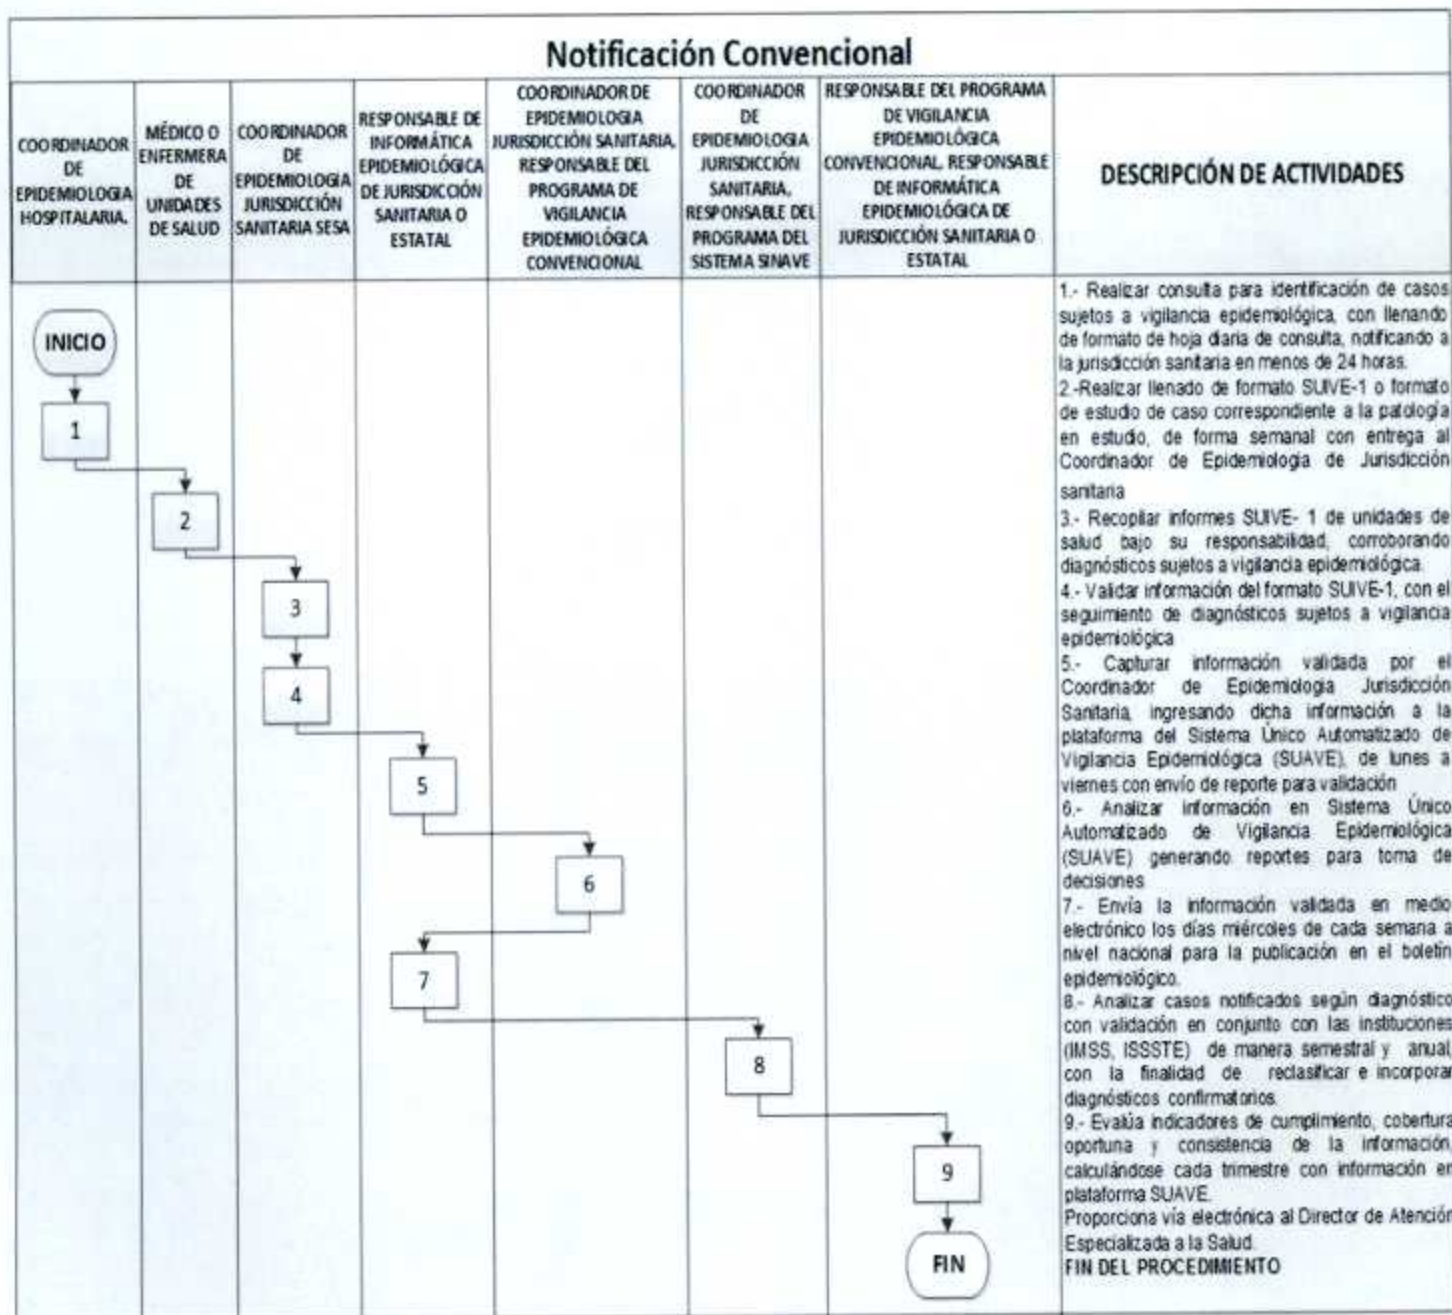 Notificación Convencional
COORDINADOR
DE
EPIDEMIOLOGIA
HOSPITALARIA.
MÉDICO O
ENFERMERA
DE
UNIDADES
DE SALUD
COORDINADOR
DE
EPIDEMIOLOGIA
JURISDICCIÓN
SANITARIA SESA
RESPONSABLE DE
INFORMÁTICA
EPIDEMIOLÓGICA
DE JURISDICCIÓN
SANITARIA O
ESTATAL
COORDINADOR DE
EPIDEMIOLOGIA
JURISDICCIÓN SANITARIA,
RESPONSABLE DEL
PROGRAMA DE
VIGILANCIA
EPIDEMIOLÓGICA
CONVENCIONAL
COORDINADOR
DE
EPIDEMIOLOGIA
JURISDICCIÓN
SANITARIA,
RESPONSABLE DEL
PROGRAMA DEL
SISTEMA SINAVE
RESPONSABLE DEL PROGRAMA
DE VIGILANCIA
EPIDEMIOLÓGICA
CONVENCIONAL, RESPONSABLE
DE INFORMÁTICA
EPIDEMIOLÓGICA DE
JURISDICCIÓN SANITARIA O
ESTATAL
DESCRIPCIÓN DE ACTIVIDADES
INICIO
1
2
3
4
5
6
7
8
9
FIN
1.- Realizar consulta para identificación de casos
sujetos a vigilancia epidemiológica, con llenando
de formato de hoja diaria de consulta, notificando a
la jurisdicción sanitaria en menos de 24 horas.
2.-Realizar llenado de formato SUIVE-1 o formato
de estudio de caso correspondiente a la patología
en estudio, de forma semanal con entrega al
Coordinador de Epidemiologia de Jurisdicción
sanitaria
3.- Recopilar informes SUIVE- 1 de unidades de
salud bajo su responsabilidad, corroborando
diagnósticos sujetos a vigilancia epidemiológica.
4.- Validar información del formato SUIVE-1, con el
seguimiento de diagnósticos sujetos a vigilancia
epidemiológica
5.- Capturar información validada por el
Coordinador de Epidemiologia Jurisdicción
Sanitaria, ingresando dicha información a la
plataforma del Sistema Único Automatizado de
Vigilancia Epidemiológica (SUAVE), de lunes a
viernes con envío de reporte para validación
6.- Analizar información en Sistema Único
Automatizado de Vigilancia Epidemiológica
(SUAVE) generando reportes para toma de
decisiones
7.- Envía la información validada en medio
electrónico los días miércoles de cada semana a
nivel nacional para la publicación en el boletín
epidemiológico.
8.- Analizar casos notificados según diagnóstico
con validación en conjunto con las instituciones
(IMSS, ISSSTE) de manera semestral y anual,
con la finalidad de reclasificar e incorporar
diagnósticos confirmatorios.
9.- Evalúa indicadores de cumplimiento, cobertura
oportuna y consistencia de la información,
calculándose cada trimestre con información en
plataforma SUAVE.
Proporciona vía electrónica al Director de Atención
Especializada a la Salud.
FIN DEL PROCEDIMIENTO